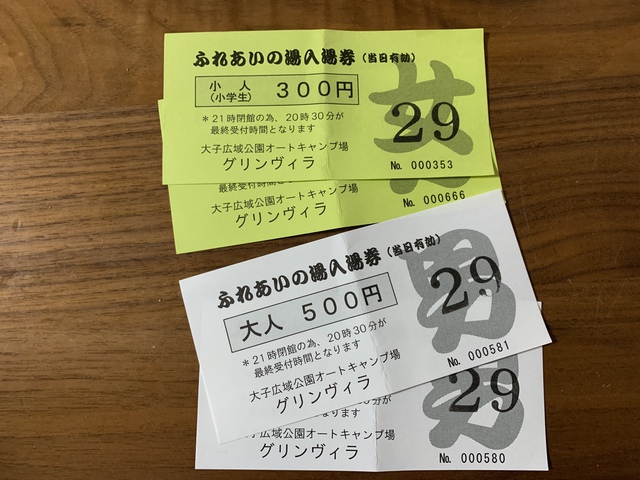 ふれあいの湯入湯券(当日有効)
小人
(小学生)
300円
女
29
*21時閉館の為、20時30分が
最終受付時間となります
大子広域公園オートキャンプ場
グリンヴィラ
№ 000353
最終受付時間と
大子広域公園オートキャンプ場
グリンヴィラ
№ 000666
ふれあいの湯入湯券(当日有効)
大人 500円
男
29
*21時閉館の為、20時30分が
最終受付時間となります
大子広域公園オートキャンプ場
グリンヴィラ
№ 000581
30分が
なります
大子広域公園オートキャンプ場
グリンヴィラ
男
29
№ 000580